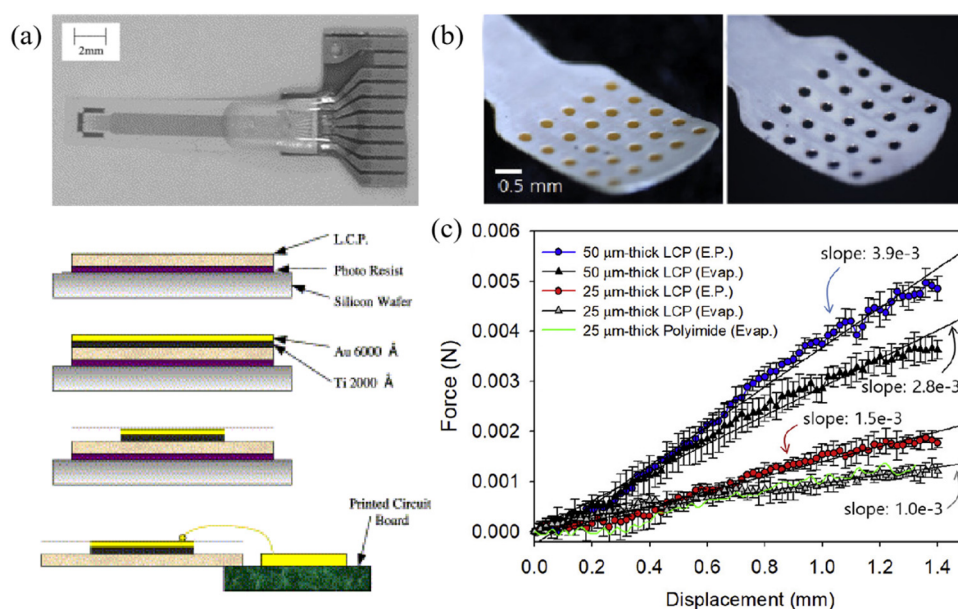 (a)
2mm
L.C.P.
Photo Resist
Silicon Wafer
Au 6000 Å
Ti 2000 Å
Printed Circuit
Board
(b)
0.5 mm
(c)
0.006
0.005
0.004
0.003
0.002
0.001
0.000
Force (N)
50 μm-thick LCP (E.P.)
50 μm-thick LCP (Evap.)
25 μm-thick LCP (E.P.)
25 μm-thick LCP (Evap.)
25 μm-thick Polyimide (Evap.)
slope: 3.9e-3
slope: 2.8e-3
slope: 1.5e-3
slope: 1.0e-3
0.0 0.2 0.4 0.6 0.8 1.0 1.2 1.4
Displacement (mm)